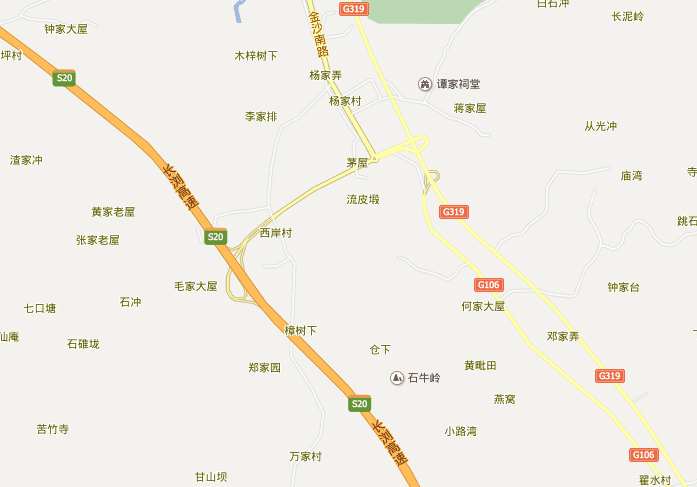 白石冲
G319
长泥岭
钟家大屋
金沙南路
坪村
木梓树下
S20
杨家弄
谭家祠堂
杨家村
蒋家屋
李家排
从光冲
渣家冲
茅屋
长浏高速
庙湾
寺
流皮塅
黄家老屋
G319
跳石
西岸村
S20
张家老屋
毛家大屋
G106
钟家台
石冲
七口塘
何家大屋
樟树下
仙庵
邓家弄
石碓垅
仓下
郑家园
黄毗田
石牛岭
G319
燕窝
S20
苦竹寺
小路湾
长浏高速
万家村
G106
甘山坝
翟水村